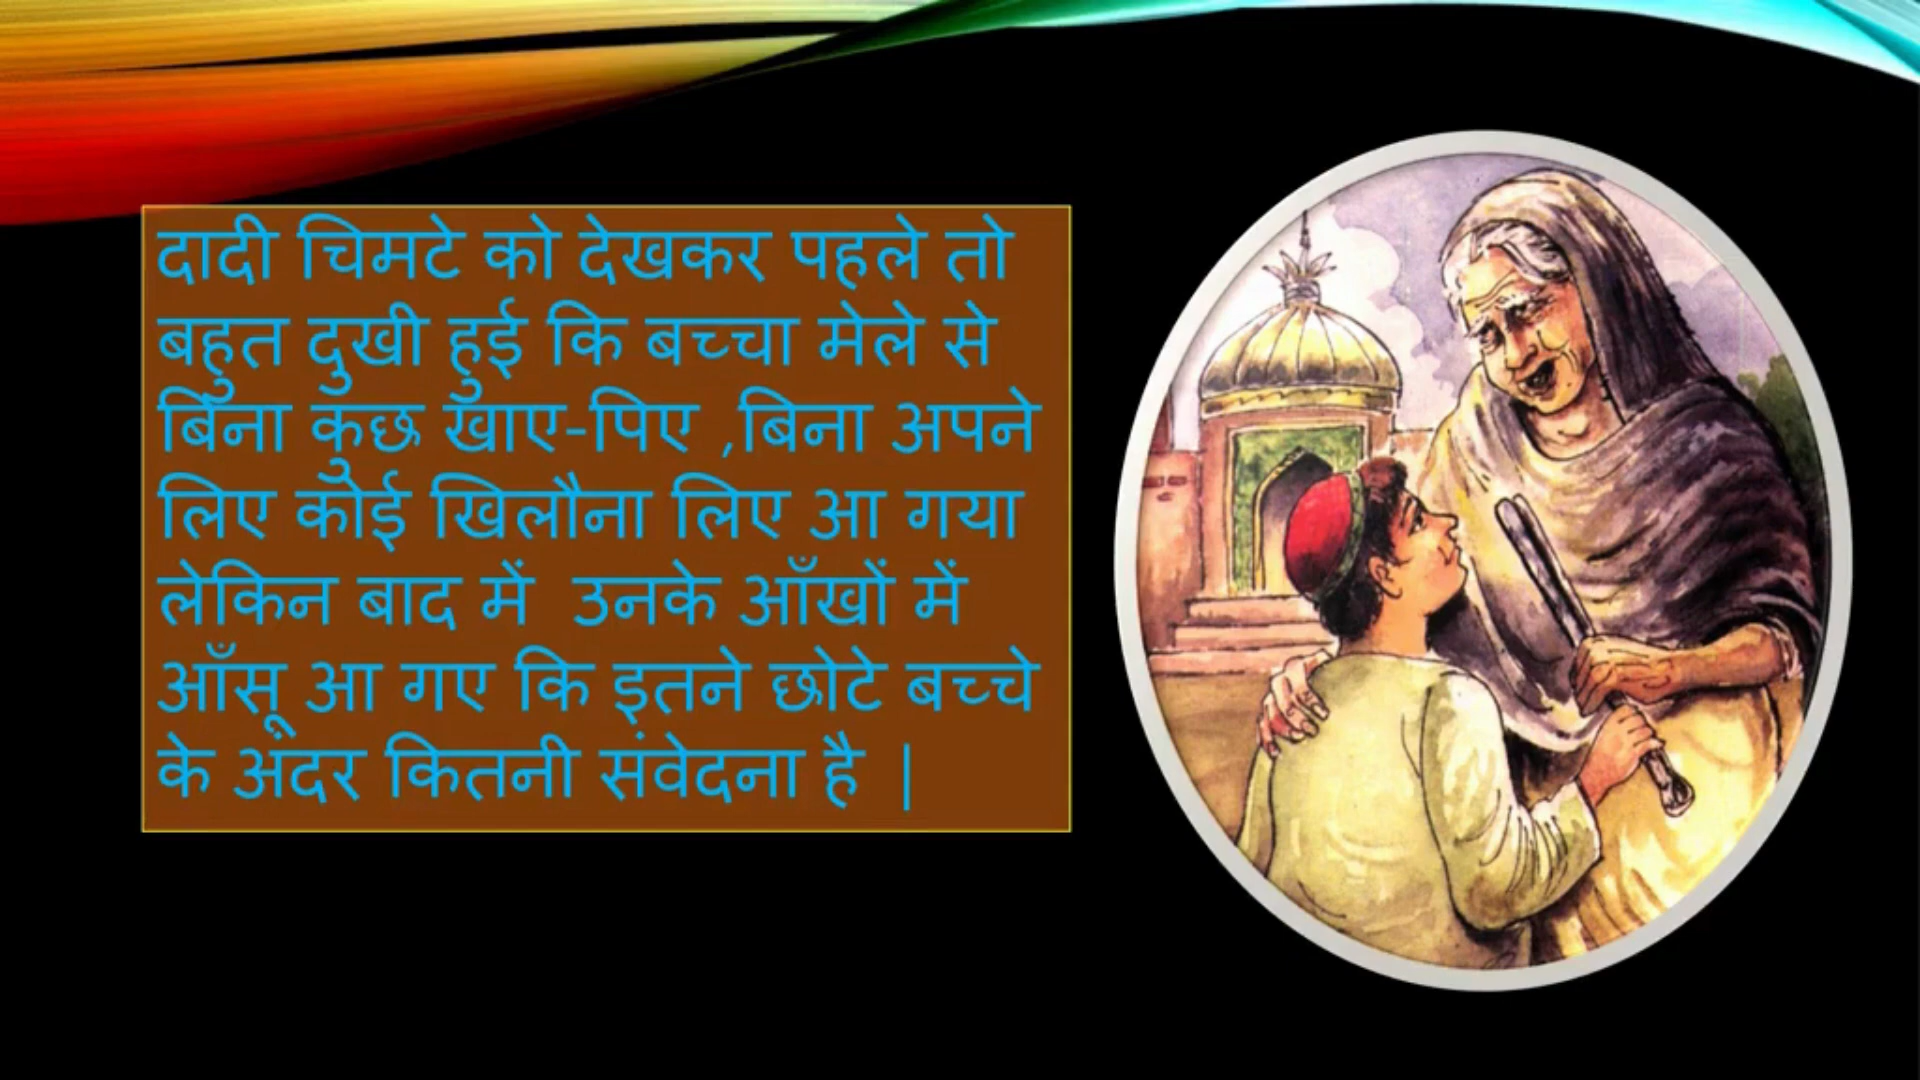 दादी चिमटे को देखकर पहले तो
बहुत दुखी हुई कि बच्चा मेले से
बिना कुछ खाए-पिए ,बिना अपने
लिए कोई खिलौना लिए आ गया
लेकिन बाद में  उनके आँखों में
आँसू आ गए कि इतने छोटे बच्चे
के अंदर कितनी संवेदना है |